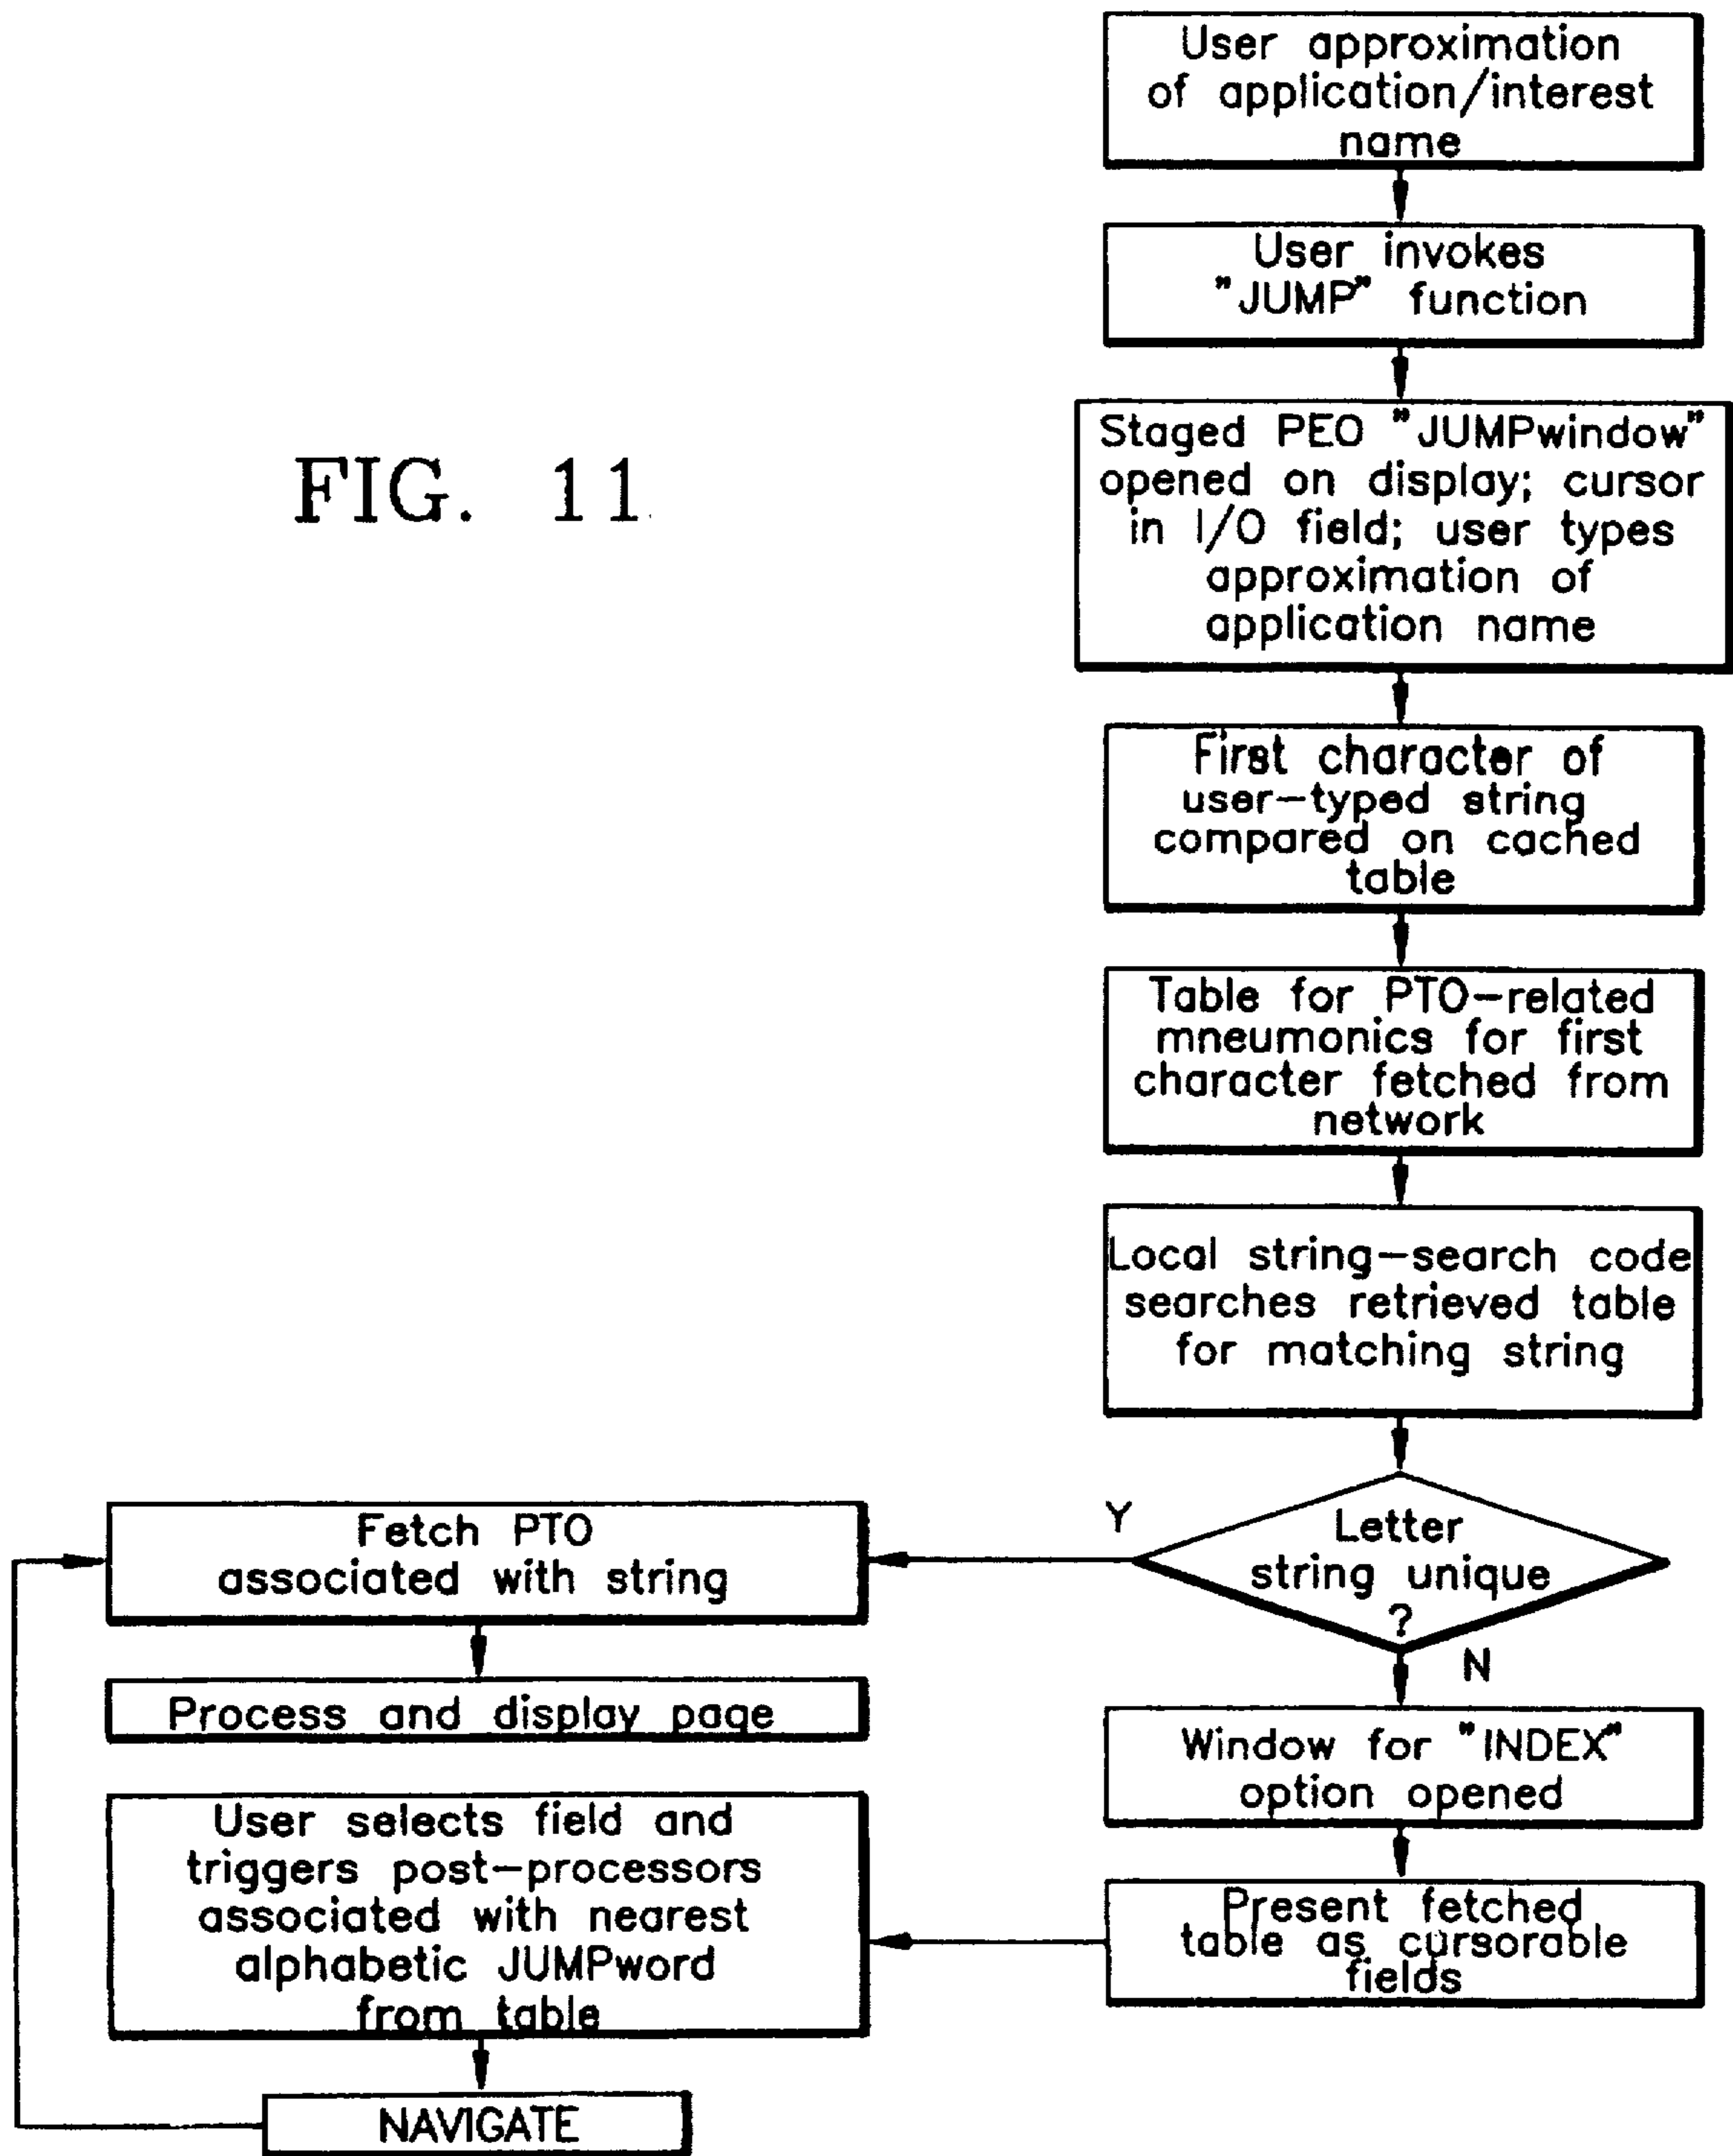 User approximation
of application/interest
name
User invokes
"JUMP" function
FIG. 11
Staged PEO "JUMPwindow"
opened on display; cursor
in I/O field; user types
approximation of
application name
First character of
user-typed string
compared on cached
table
Table for PTO-related
mneumonics for first
character fetched from
network
Local string-search code
searches retrieved table
for matching string
Letter
string unique
?
Y
N
Fetch PTO
associated with string
Process and display page
Window for "INDEX"
option opened
Present fetched
table as cursorable
fields
User selects field and
triggers post-processors
associated with nearest
alphabetic JUMPword
from table
NAVIGATE